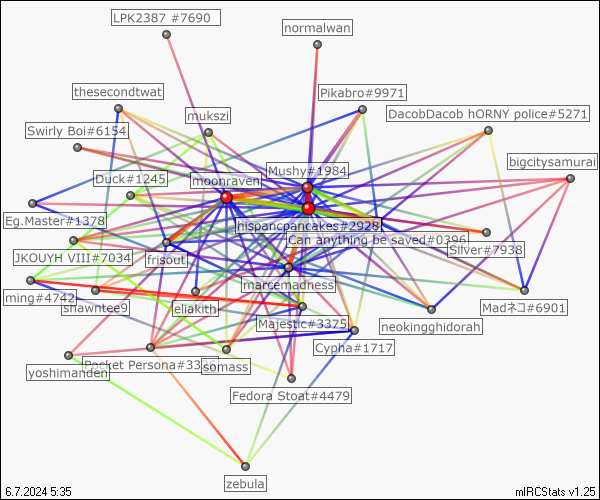 LPK2387 #7690
normalwan
thesecondtwat
Pikabro#9971
mukszi
DacobDacob hORNY police#5271
Swirly Boi#6154
bigcitysamurai
Mushy#1984
Duck#1245
moonraven
Eg.Master#1378
hispancpancakes#2928
Can anything be saved#0396
Silver#7938
JKOUYH VIII#7034
frisout
marcemadness
ming#4742
shawntee9
eliakith
Madネコ#6901
Majestic#3375
neokingghidorah
Cypha#1717
yoshimanden
Pocket Persona#33
somass
Fedora Stoat#4479
zebula
6.7.2024 5:35
mIRCStats v1.25